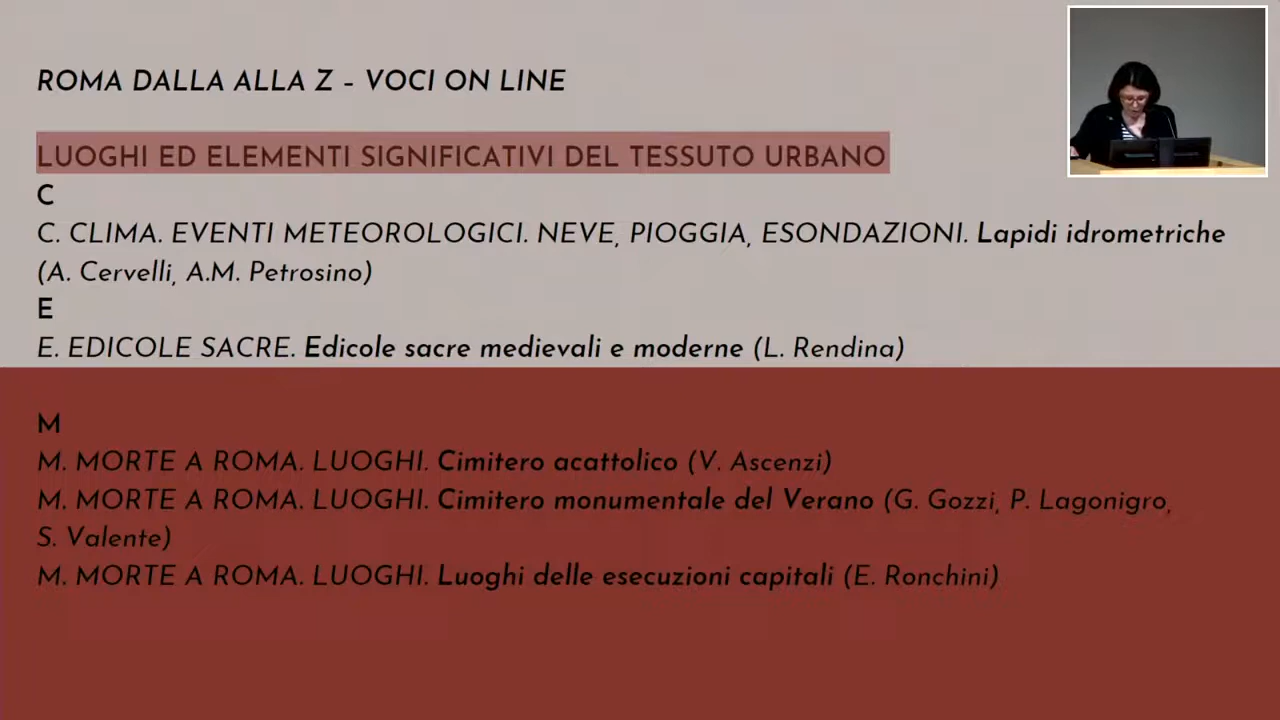 ROMA DALLA ALLA Z – VOCI ON LINE
LUOGHI ED ELEMENTI SIGNIFICATIVI DEL TESSUTO URBANO
C
C. CLIMA. EVENTI METEOROLOGICI. NEVE, PIOGGIA, ESONDAZIONI. Lapidi idrometriche
(A. Cervelli, A.M. Petrosino)
E
E. EDICOLE SACRE. Edicole sacre medievali e moderne (L. Rendina)
M
M. MORTE A ROMA. LUOGHI. Cimitero acattolico (V. Ascenzi)
M. MORTE A ROMA. LUOGHI. Cimitero monumentale del Verano (G. Gozzi, P. Lagonigro,
S. Valente)
M. MORTE A ROMA. LUOGHI. Luoghi delle esecuzioni capitali (E. Ronchini)